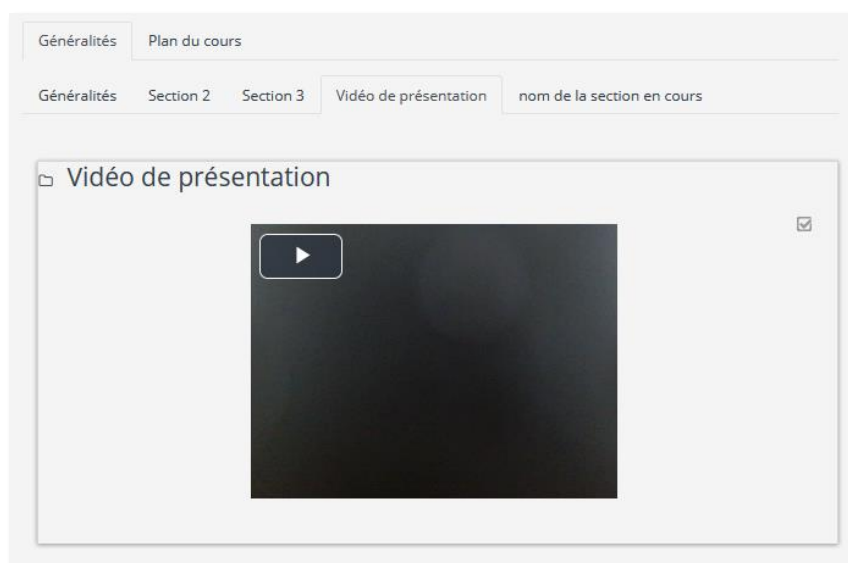 Généralités Plan du cours
Généralités Section 2 Section 3 Vidéo de présentation nom de la section en cours
Vidéo de présentation